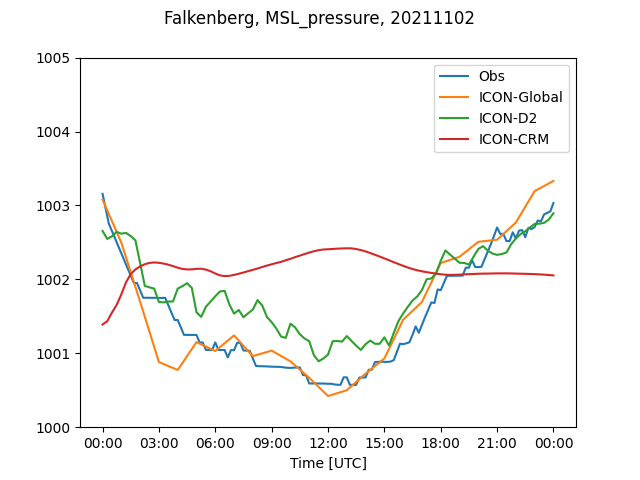 Falkenberg, MSL_pressure, 20211102
1005
1004
1003
1002
1001
1000
Obs
ICON-Global
ICON-D2
ICON-CRM
00:00 03:00 06:00 09:00 12:00 15:00 18:00 21:00 00:00
Time [UTC]